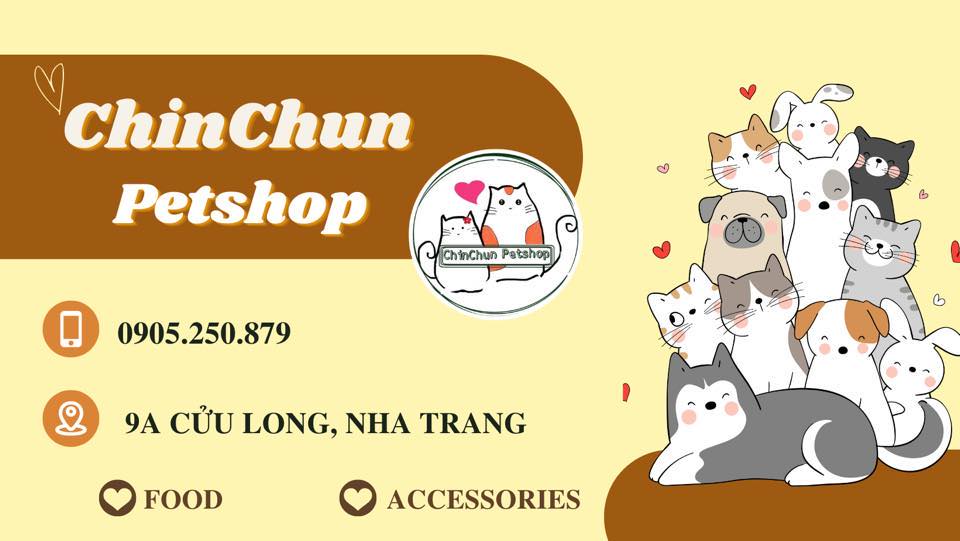 ChinChun
Petshop
ChinChun Petshop
0905.250.879
9A CỬU LONG, NHA TRANG
FOOD
ACCESSORIES